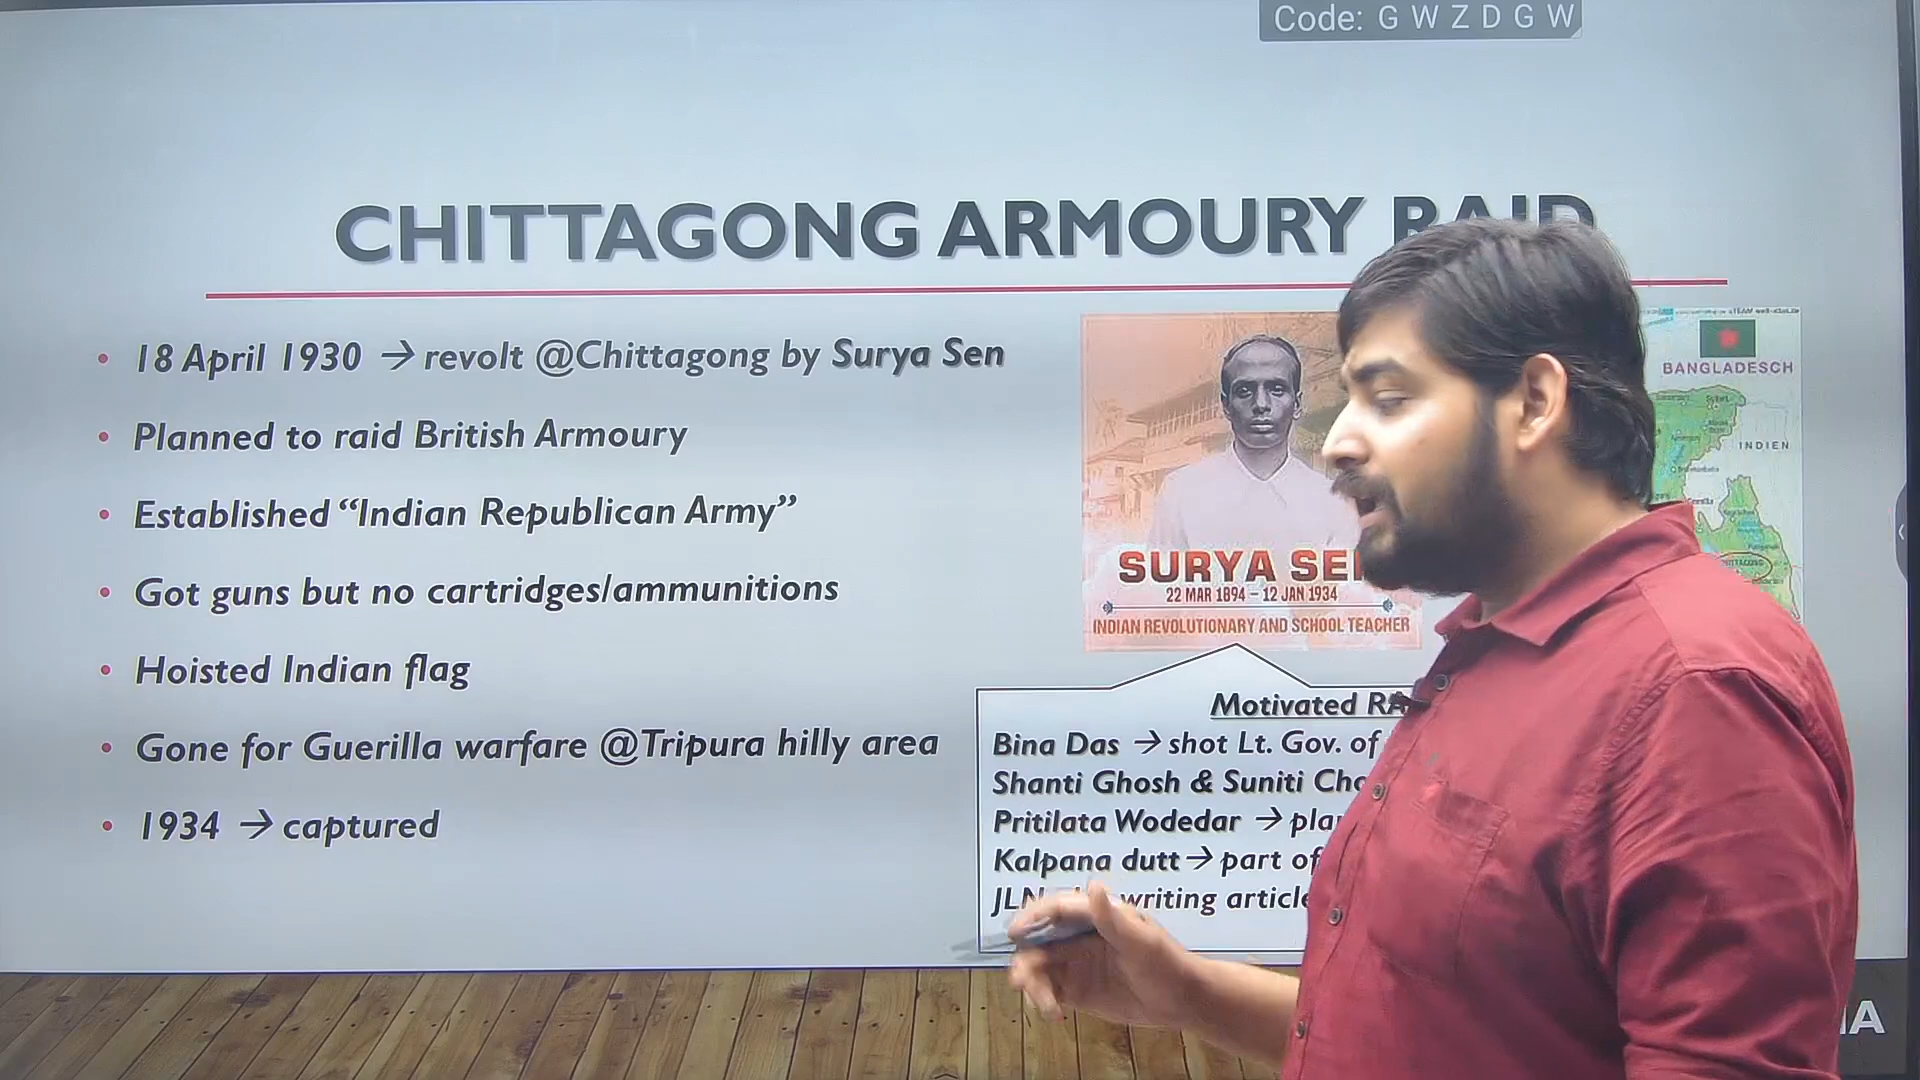 Code: G W Z D G W
CHITTAGONG ARMOURY RAID
• 18 April 1930 → revolt @Chittagong by Surya Sen
• Planned to raid British Armoury
• Established “Indian Republican Army”
• Got guns but no cartridges/ammunitions
• Hoisted Indian flag
• Gone for Guerilla warfare @Tripura hilly area
• 1934 → captured
SURYA SE
22 MAR 1894 – 12 JAN 1934
INDIAN REVOLUTIONARY AND SCHOOL TEACHER
BANGLADESCH
INDIEN
Motivated
Bina Das → shot Lt. Gov. of
Shanti Ghosh & Suniti
Pritilata Wodedar →
Kalpana dutt → part of
writing